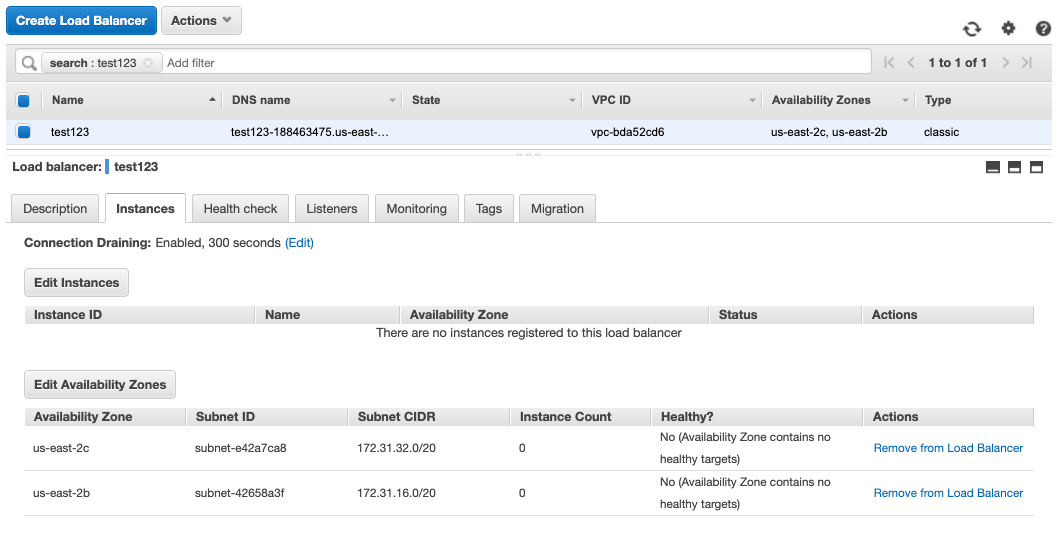 Create Load Balancer Actions
search : test123 Add filter 1 to 1 of 1
Name DNS name State VPC ID Availability Zones Type
test123 test123-188463475.us-east-... vpc-bda52cd6 us-east-2c, us-east-2b classic
Load balancer: test123
Description Instances Health check Listeners Monitoring Tags Migration
Connection Draining: Enabled, 300 seconds (Edit)
Edit Instances
Instance ID Name Availability Zone Status Actions
There are no instances registered to this load balancer
Edit Availability Zones
Availability Zone Subnet ID Subnet CIDR Instance Count Healthy? Actions
us-east-2c subnet-e42a7ca8 172.31.32.0/20 0 No (Availability Zone contains no
healthy targets) Remove from Load Balancer
us-east-2b subnet-42658a3f 172.31.16.0/20 0 No (Availability Zone contains no
healthy targets) Remove from Load Balancer